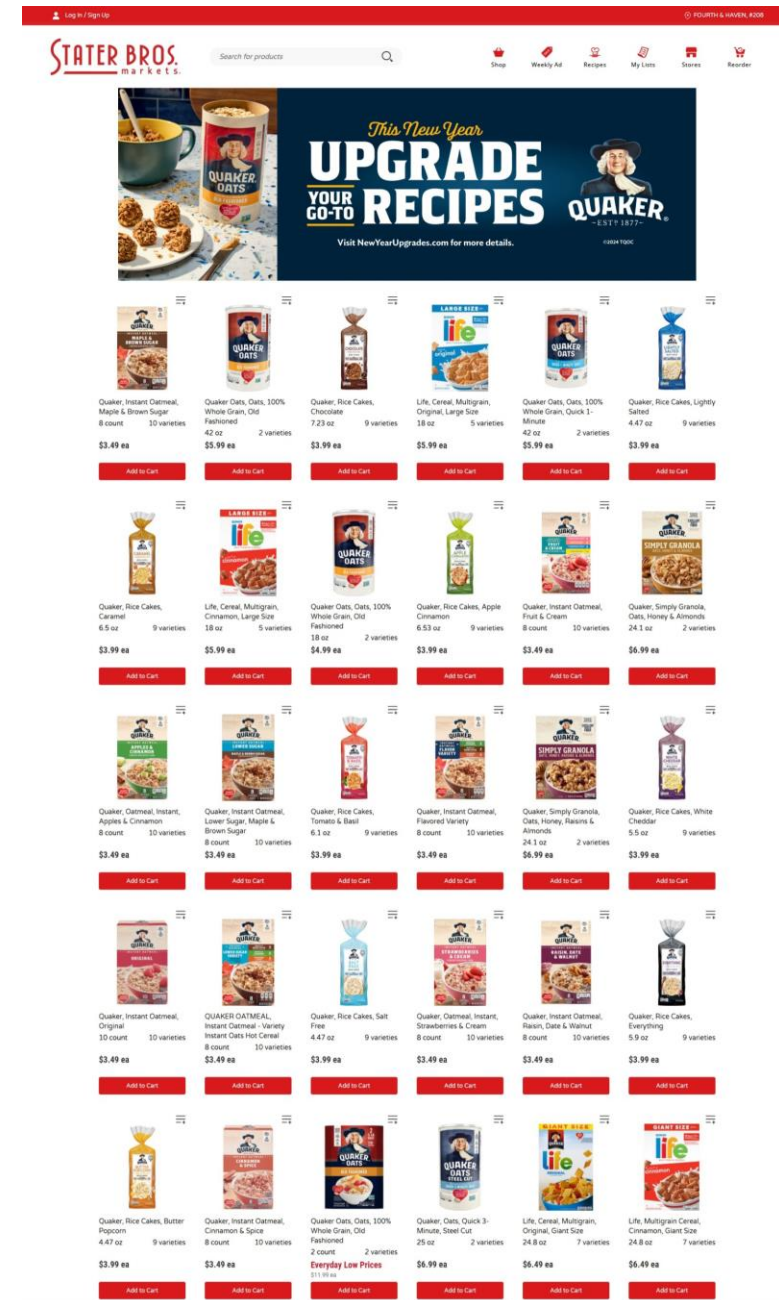 Log In / Sign Up
FOURTH & HAVEN, #206
STATER BROS.
markets.
Search for products
Shop
Weekly Ad
Recipes
My Lists
Stores
Reorder
This New Year
UPGRADE
YOUR GO-TO RECIPES
Visit NewYearUpgrades.com for more details.
QUAKER
EST? 1877
©2024 TQOC
QUAKER OATS
Quaker, Instant Oatmeal,
Maple & Brown Sugar
8 count 10 varieties
$3.49 ea
Add to Cart
Quaker Oats, Oats, 100%
Whole Grain, Old
Fashioned
42 oz 2 varieties
$5.99 ea
Add to Cart
Quaker, Rice Cakes,
Chocolate
7.23 oz 9 varieties
$3.99 ea
Add to Cart
Life, Cereal, Multigrain,
Original, Large Size
18 oz 5 varieties
$5.99 ea
Add to Cart
Quaker Oats, Oats, 100%
Whole Grain, Quick 1-
Minute
42 oz 2 varieties
$5.99 ea
Add to Cart
Quaker, Rice Cakes, Lightly
Salted
4.47 oz 9 varieties
$3.99 ea
Add to Cart
Quaker, Rice Cakes,
Caramel
6.5 oz 9 varieties
$3.99 ea
Add to Cart
Life, Cereal, Multigrain,
Cinnamon, Large Size
18 oz 5 varieties
$5.99 ea
Add to Cart
Quaker Oats, Oats, 100%
Whole Grain, Old
Fashioned
18 oz 2 varieties
$4.99 ea
Add to Cart
Quaker, Rice Cakes, Apple
Cinnamon
6.53 oz 9 varieties
$3.99 ea
Add to Cart
Quaker, Instant Oatmeal,
Fruit & Cream
8 count 10 varieties
$3.49 ea
Add to Cart
Quaker, Simply Granola,
Oats, Honey & Almonds
24.1 oz 2 varieties
$6.99 ea
Add to Cart
Quaker, Oatmeal, Instant,
Apples & Cinnamon
8 count 10 varieties
$3.49 ea
Add to Cart
Quaker, Instant Oatmeal,
Lower Sugar, Maple &
Brown Sugar
8 count 10 varieties
$3.49 ea
Add to Cart
Quaker, Rice Cakes,
Tomato & Basil
6.1 oz 9 varieties
$3.99 ea
Add to Cart
Quaker, Instant Oatmeal,
Flavored Variety
8 count 10 varieties
$3.49 ea
Add to Cart
Quaker, Simply Granola,
Oats, Honey, Raisins &
Almonds
24.1 oz 2 varieties
$6.99 ea
Add to Cart
Quaker, Rice Cakes, White
Cheddar
5.5 oz 9 varieties
$3.99 ea
Add to Cart
Quaker, Instant Oatmeal,
Original
10 count 10 varieties
$3.49 ea
Add to Cart
QUAKER OATMEAL,
Instant Oatmeal - Variety
Instant Oats Hot Cereal
8 count 10 varieties
$3.49 ea
Add to Cart
Quaker, Rice Cakes, Salt
Free
4.47 oz 9 varieties
$3.99 ea
Add to Cart
Quaker, Oatmeal, Instant,
Strawberries & Cream
8 count 10 varieties
$3.49 ea
Add to Cart
Quaker, Instant Oatmeal,
Raisin, Date & Walnut
8 count 10 varieties
$3.49 ea
Add to Cart
Quaker, Rice Cakes,
Everything
5.9 oz 9 varieties
$3.99 ea
Add to Cart
Quaker, Rice Cakes, Butter
Popcorn
4.47 oz 9 varieties
$3.99 ea
Add to Cart
Quaker, Instant Oatmeal,
Cinnamon & Spice
8 count 10 varieties
$3.49 ea
Add to Cart
Quaker Oats, Oats, 100%
Whole Grain, Old
Fashioned
2 count 2 varieties
Everyday Low Prices
$11.99 ea
Add to Cart
Quaker, Oats, Quick 3-
Minute, Steel Cut
25 oz 2 varieties
$6.99 ea
Add to Cart
Life, Cereal, Multigrain,
Original, Giant Size
24.8 oz 7 varieties
$6.49 ea
Add to Cart
Life, Multigrain Cereal,
Cinnamon, Giant Size
24.8 oz 7 varieties
$6.49 ea
Add to Cart